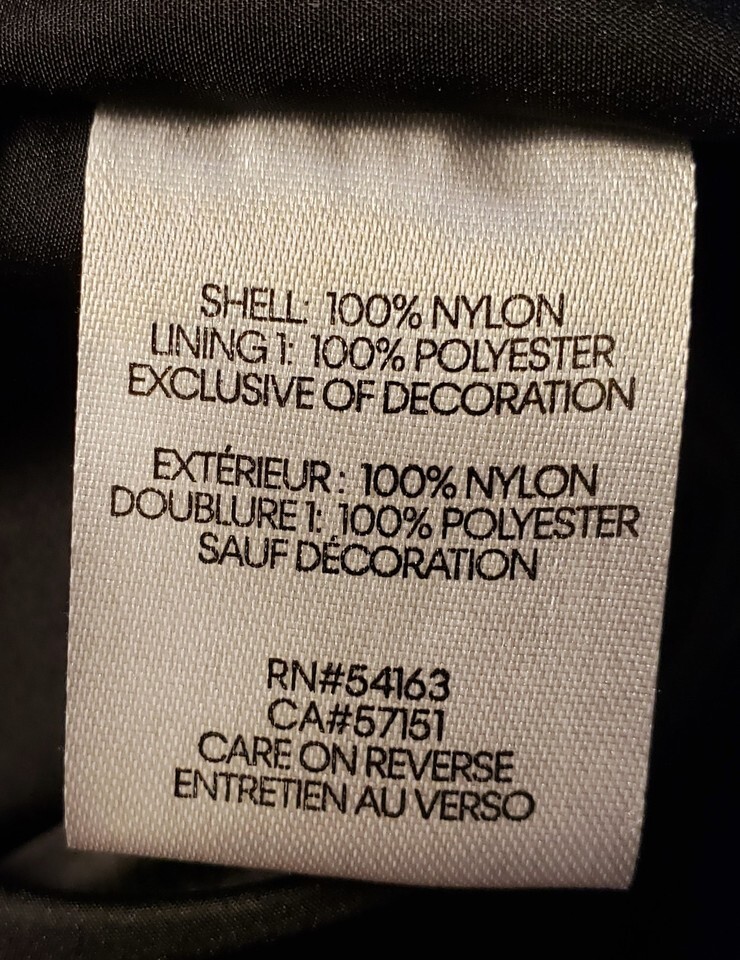 SHELL: 100% NYLON
LINING 1: 100% POLYESTER
EXCLUSIVE OF DECORATION
EXTÉRIEUR : 100% NYLON
DOUBLURE 1: 100% POLYESTER
SAUF DÉCORATION
RN#54163
CA#57151
CARE ON REVERSE
ENTRETIEN AU VERSO